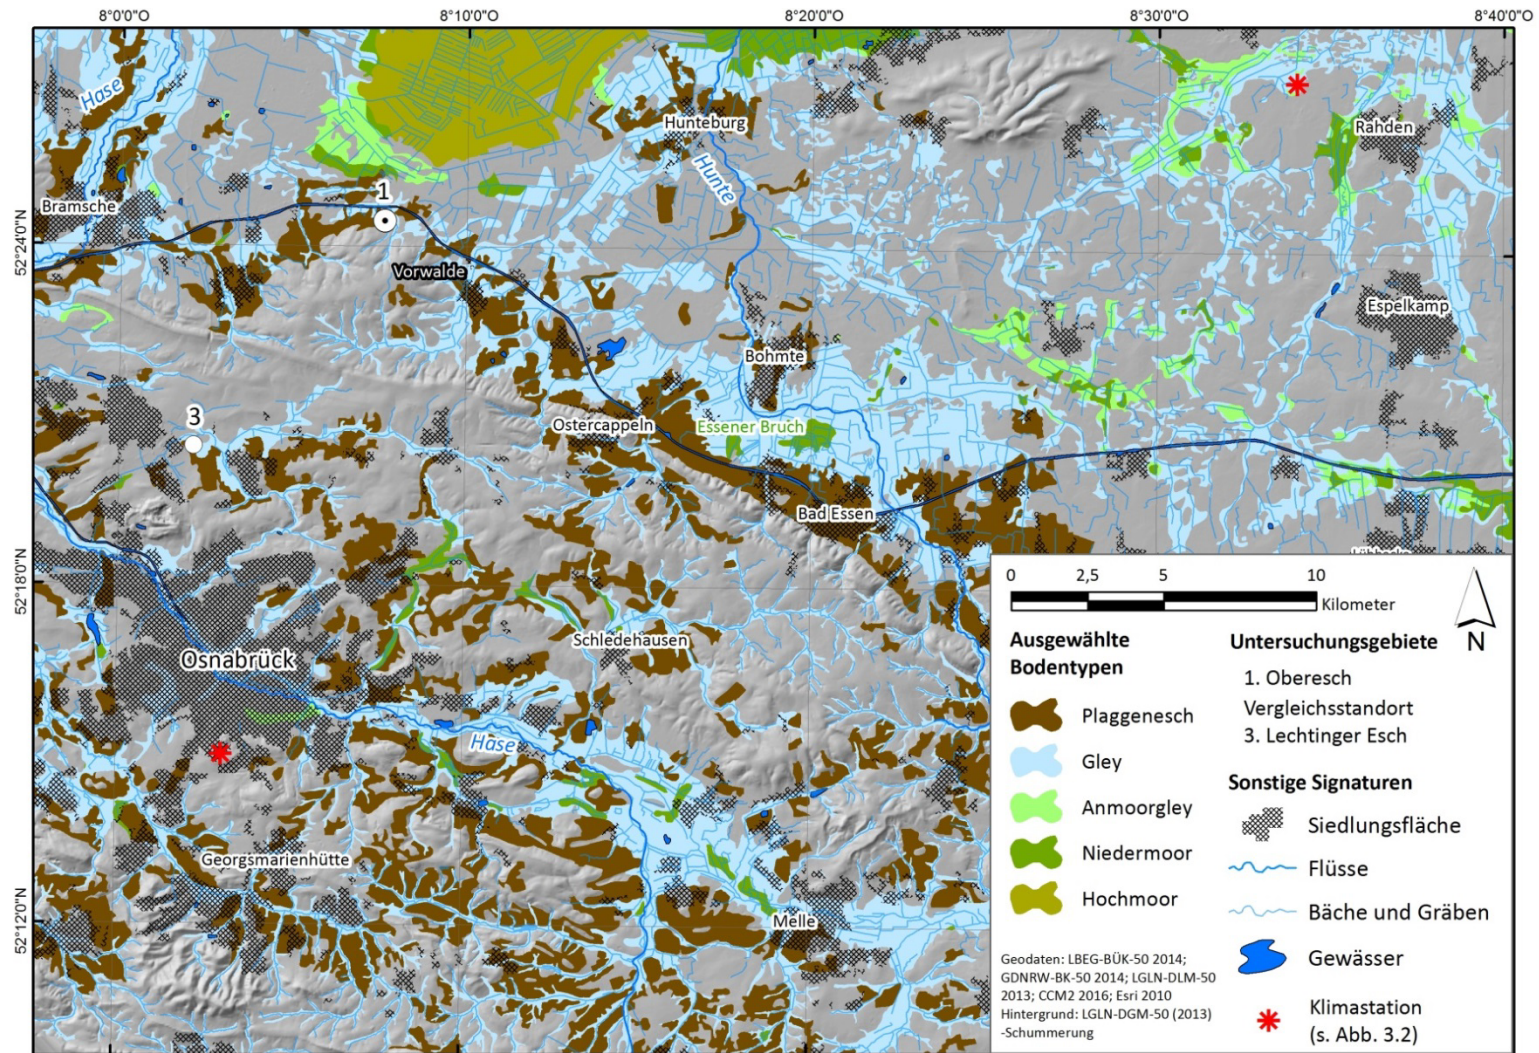 8°0'0"O
8°10'0"O
8°20'0"O
8°30'0"O
8°40'0"O
52°24'0"N
52°18'0"N
52°12'0"N
Hase
Hunteburg
Rahden
Hunte
1
Bramsche
Vorwalde
Espelkamp
Bohmte
3
Ostercappeln
Essener Bruch
Bad Essen
Schledehausen
Osnabrück
Hase
Georgsmarienhütte
Melle
0 2,5 5 10
Kilometer
N
Ausgewählte
Bodentypen
Plaggenesch
Gley
Anmoorgley
Niedermoor
Hochmoor
Geodaten: LBEG-BÜK-50 2014;
GDNRW-BK-50 2014; LGLN-DLM-50
2013; CCM2 2016; Esri 2010
Hintergrund: LGLN-DGM-50 (2013)
-Schummerung
Untersuchungsgebiete
1. Oberesch
Vergleichsstandort
3. Lechtinger Esch
Sonstige Signaturen
Siedlungsfläche
Flüsse
Bäche und Gräben
Gewässer
Klimastation
(s. Abb. 3.2)